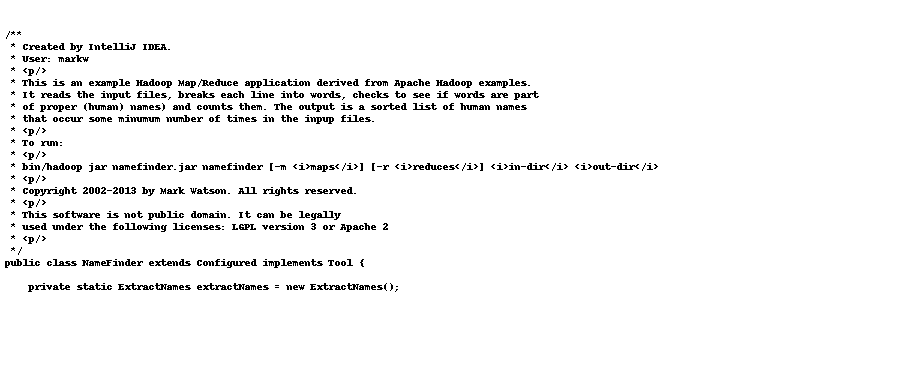 /**
 * Created by IntelliJ IDEA.
 * User: markw
 * <p/>
 * This is an example Hadoop Map/Reduce application derived from Apache Hadoop examples.
 * It reads the input files, breaks each line into words, checks to see if words are part
 * of proper (human) names) and counts them. The output is a sorted list of human names
 * that occur some minumum number of times in the inpup files.
 * <p/>
 * To run:
 * <p/>
 * bin/hadoop jar namefinder.jar namefinder [-m <i>maps</i>] [-r <i>reduces</i>] <i>in-dir</i> <i>out-dir</i>
 * <p/>
 * Copyright 2002-2013 by Mark Watson. All rights reserved.
 * <p/>
 * This software is not public domain. It can be legally
 * used under the following licenses: LGPL version 3 or Apache 2
 * <p/>
 */
public class NameFinder extends Configured implements Tool {
    private static ExtractNames extractNames = new ExtractNames();